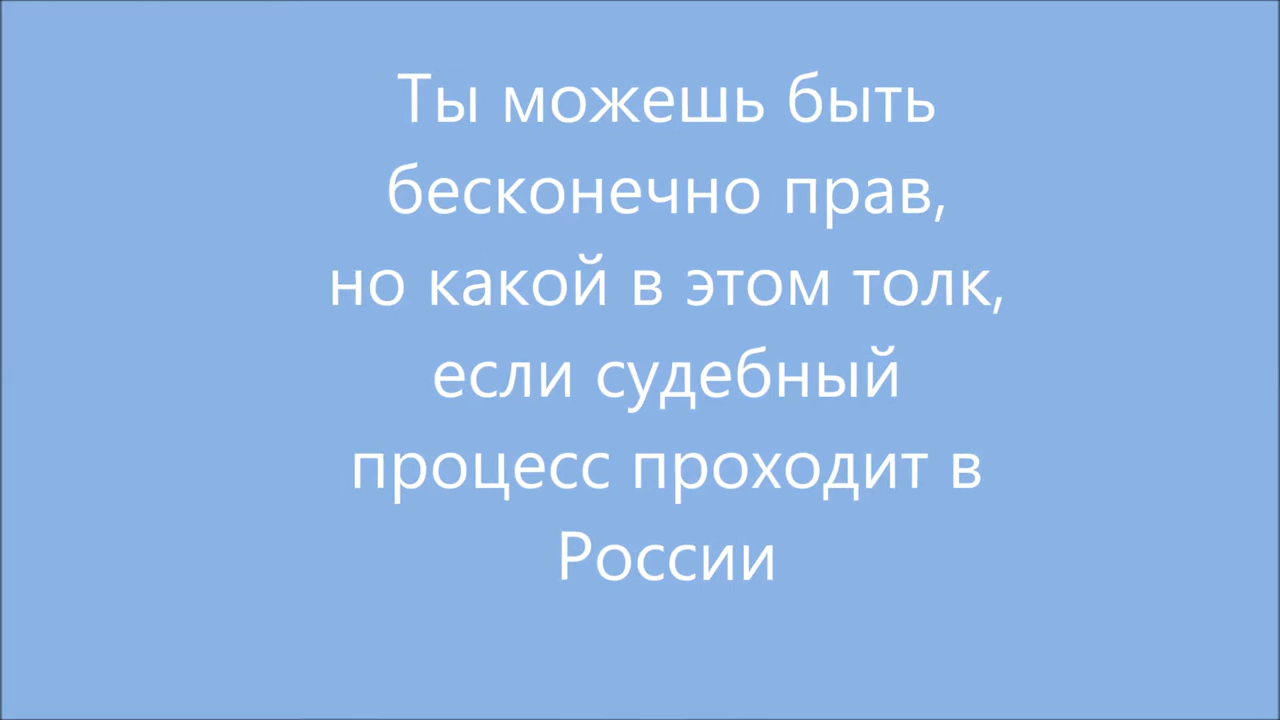 Ты можешь быть
бесконечно прав,
но какой в этом толк,
если судебный
процесс проходит в
России